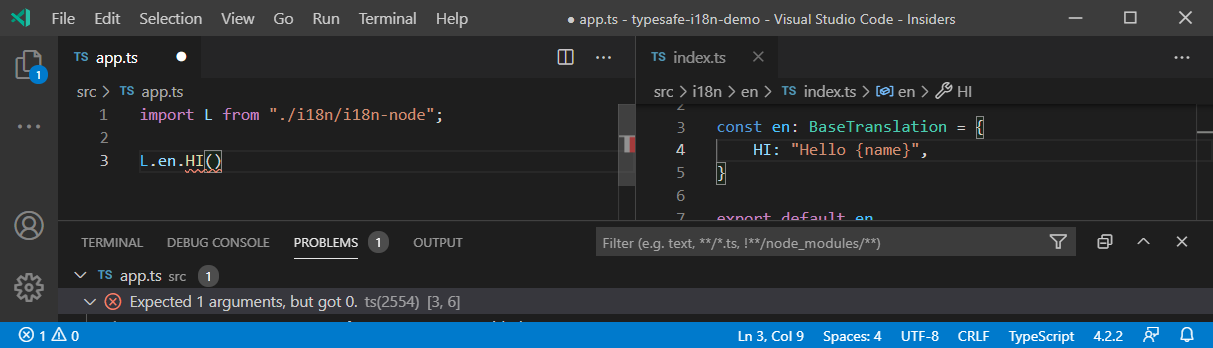 File Edit Selection View Go Run Terminal Help
● app.ts - typesafe-i18n-demo - Visual Studio Code - Insiders
TS app.ts ●
TS index.ts
src > TS app.ts
src > i18n > en > TS index.ts > en > HI
1 import L from "./i18n/i18n-node";
2
3 L.en.HI()
2
3 const en: BaseTranslation = {
4 HI: "Hello {name}",
5 }
6
7 export default en
1
TERMINAL DEBUG CONSOLE PROBLEMS 1 OUTPUT
Filter (e.g. text, **/*.ts, !**/node_modules/**)
TS app.ts src 1
Expected 1 arguments, but got 0. ts(2554) [3, 6]
1 0
Ln 3, Col 9 Spaces: 4 UTF-8 CRLF TypeScript 4.2.2